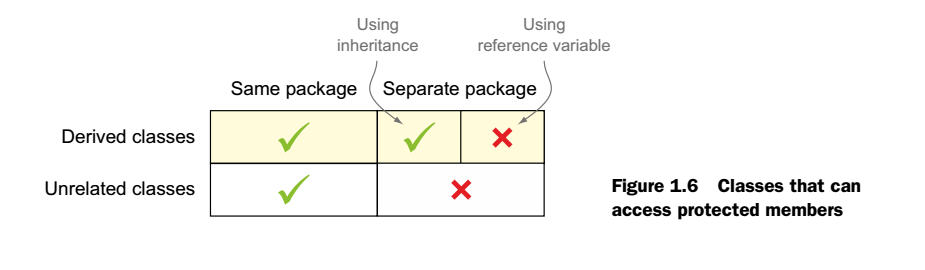 Using
inheritance
Using
reference variable
Same package
Separate package
Derived classes
Unrelated classes
Figure 1.6 Classes that can
access protected members